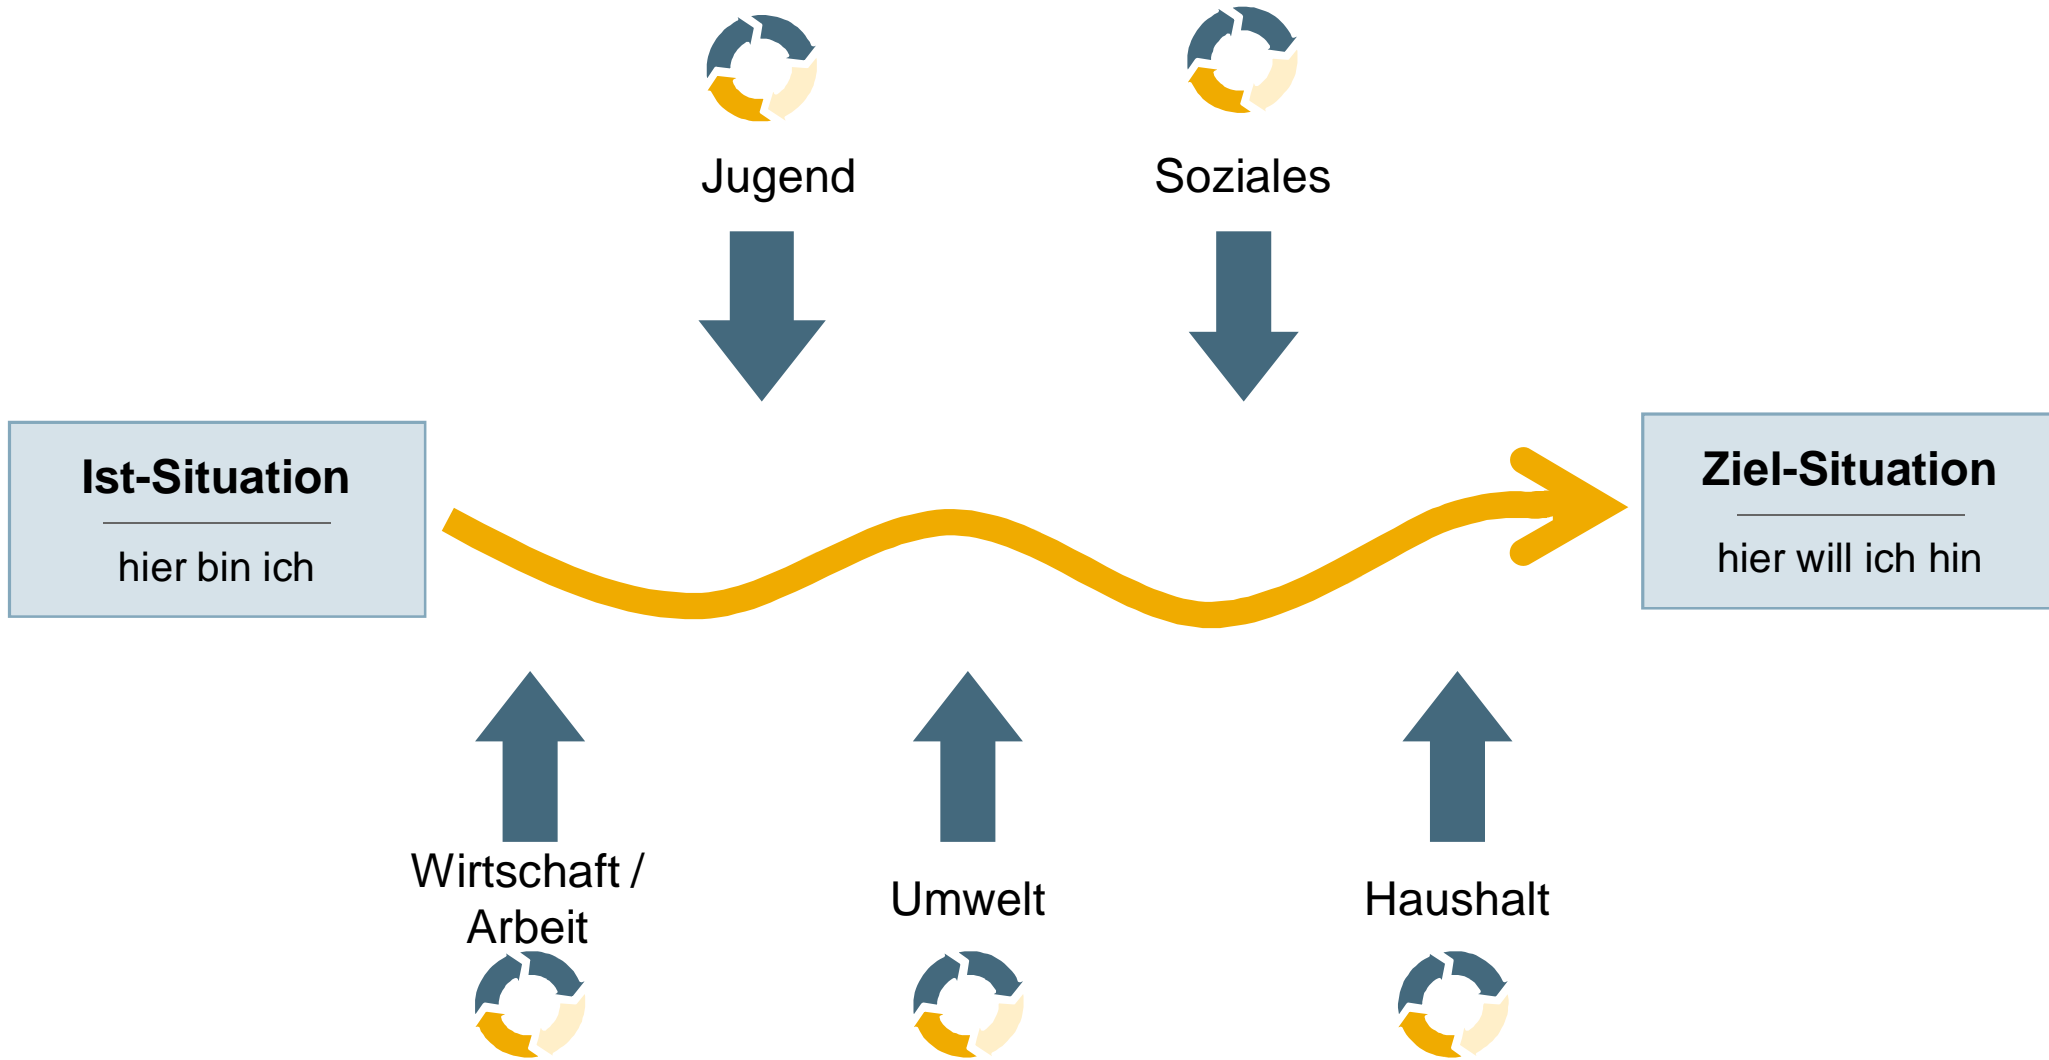 Jugend
Soziales
Ist-Situation
hier bin ich
Ziel-Situation
hier will ich hin
Wirtschaft /
Arbeit
Umwelt
Haushalt